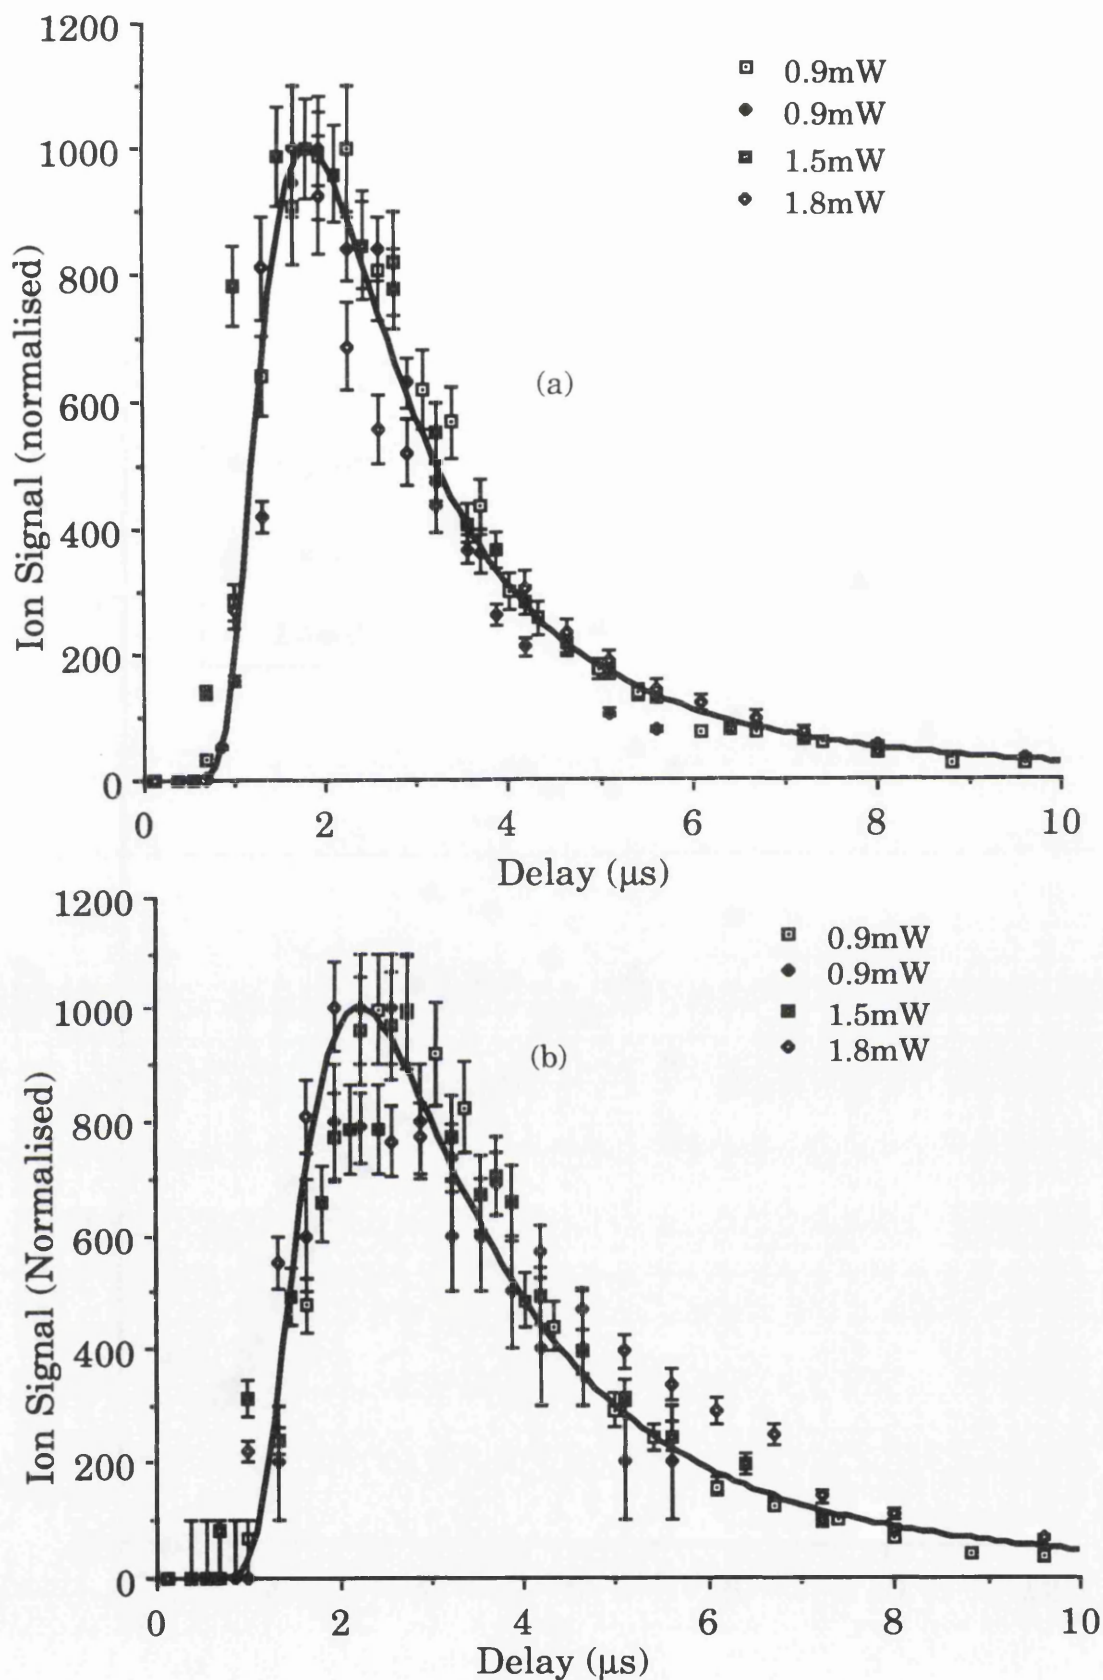 1200
1000
800
600
400
200
0
Ion Signal (normalised)
0.9mW
0.9mW
1.5mW
1.8mW
(a)
0 2 4 6 8 10
Delay (μs)
1200
1000
800
600
400
200
0
Ion Signal (Normalised)
0.9mW
0.9mW
1.5mW
1.8mW
(b)
0 2 4 6 8 10
Delay (μs)